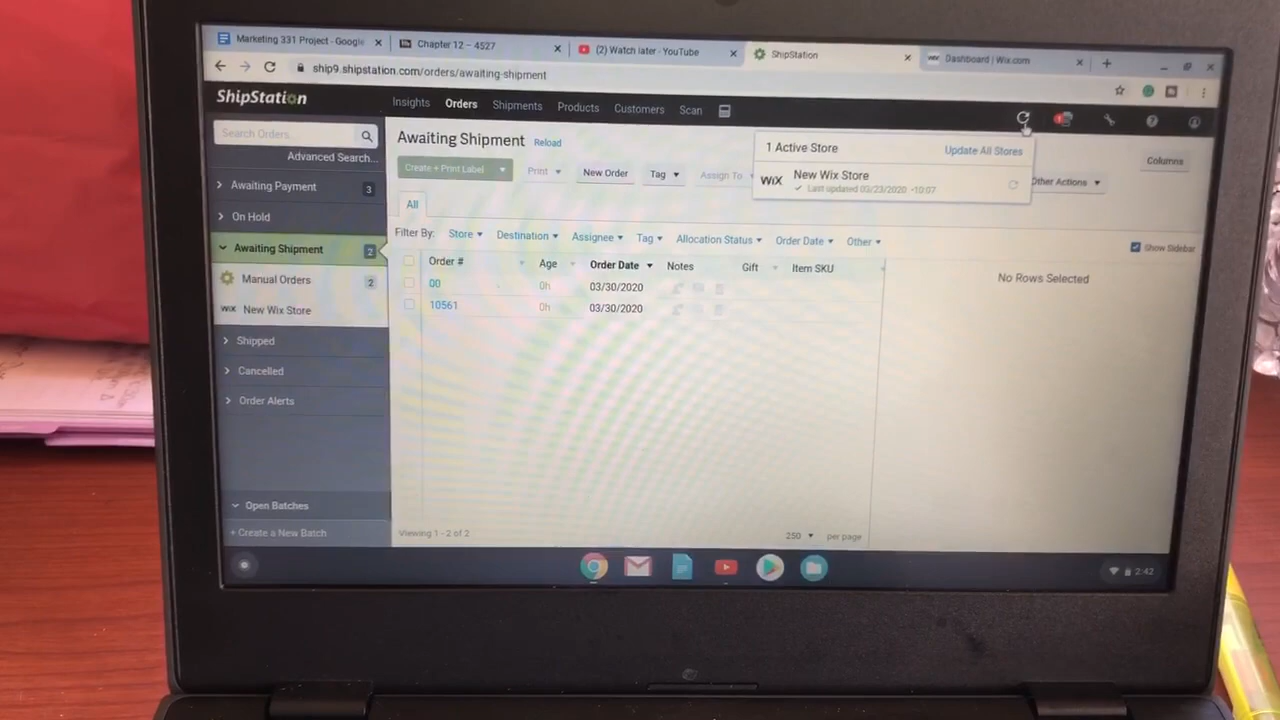 Marketing 331 Project - Google
Chapter 12 – 4527
(2) Watch later - YouTube
ShipStation
Dashboard | Wix.com
ship9.shipstation.com/orders/awaiting-shipment
ShipStation
Insights
Orders
Shipments
Products
Customers
Scan
Search Orders...
Advanced Search...
Awaiting Payment 3
On Hold
Awaiting Shipment 2
Manual Orders 2
WIX New Wix Store
Shipped
Cancelled
Order Alerts
Open Batches
+ Create a New Batch
Awaiting Shipment Reload
Create + Print Label
Print
New Order
Tag
Assign To
Other Actions
Columns
1 Active Store Update All Stores
WIX New Wix Store
Last updated 03/23/2020 -10:07
All
Filter By: Store Destination Assignee Tag Allocation Status Order Date Other
Show Sidebar
Order # Age Order Date Notes Gift Item SKU
00 0h 03/30/2020
10561 0h 03/30/2020
No Rows Selected
Viewing 1 - 2 of 2
250 per page
2:42